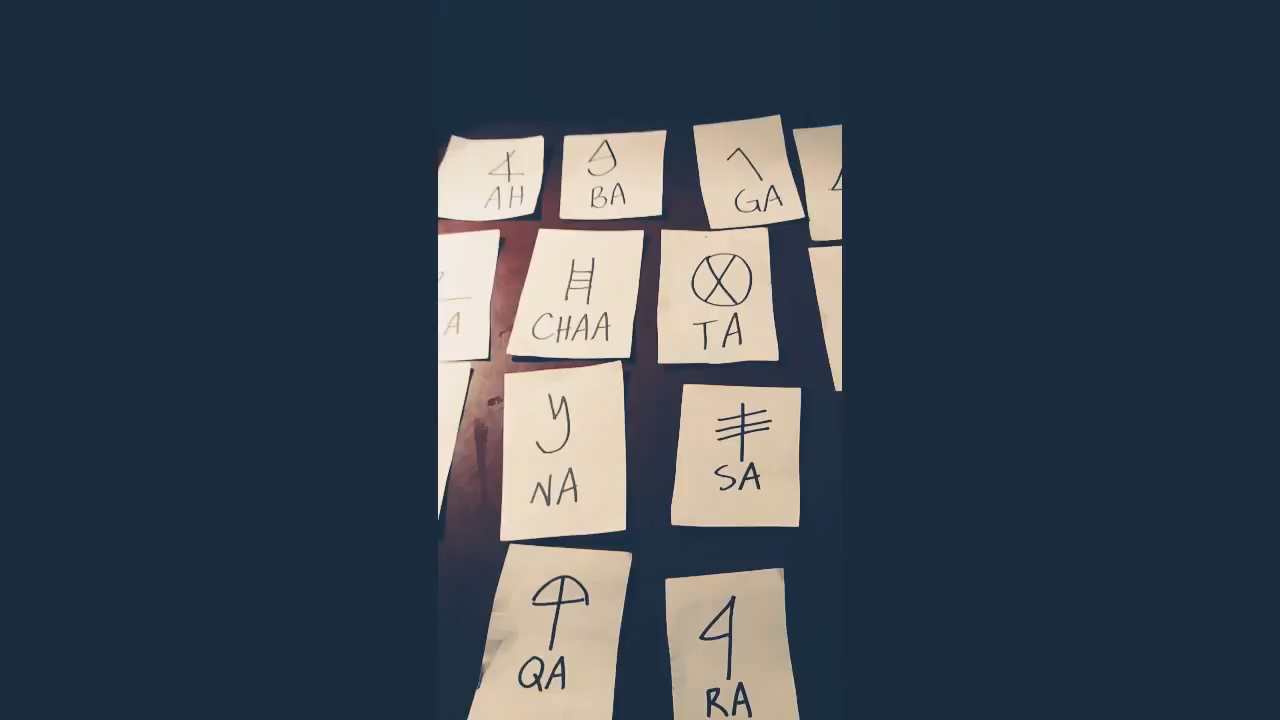 𐤀 𐤁 𐤂
AH BA GA
𐤇 𐤈
CHAA TA
𐤍 𐤎
NA SA
𐤒 𐤓
QA RA